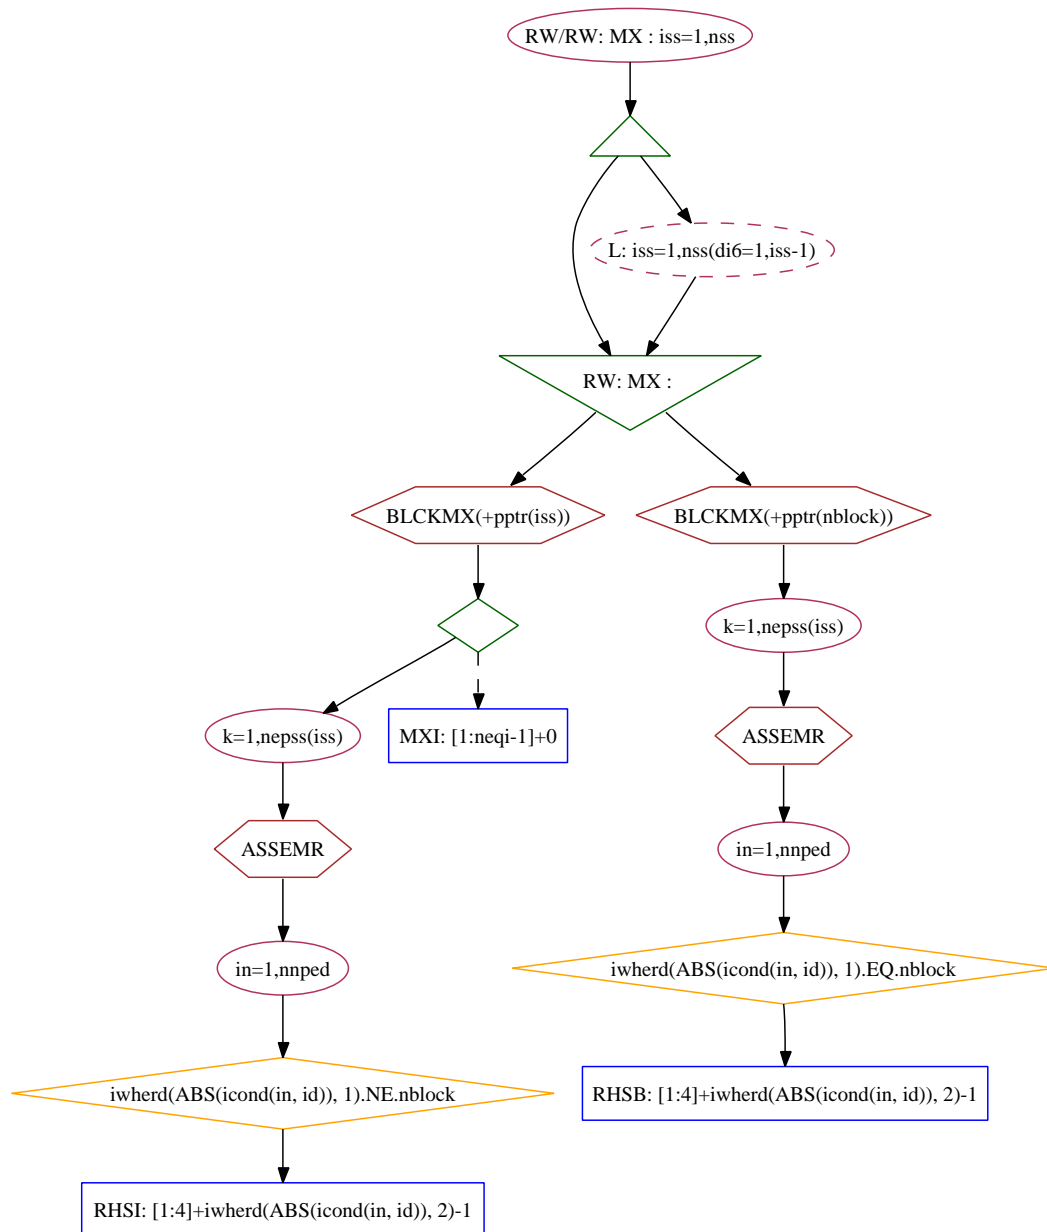 RW/RW: MX : iss=1,nss
L: iss=1,nss(di6=1,iss-1)
RW: MX :
BLCKMX(+pptr(iss))
BLCKMX(+pptr(nblock))
k=1,nepss(iss)
k=1,nepss(iss)
MXI: [1:neqi-1]+0
ASSEMR
ASSEMR
in=1,nnped
in=1,nnped
iwherd(ABS(icond(in, id)), 1).EQ.nblock
iwherd(ABS(icond(in, id)), 1).NE.nblock
RHSB: [1:4]+iwherd(ABS(icond(in, id)), 2)-1
RHSI: [1:4]+iwherd(ABS(icond(in, id)), 2)-1